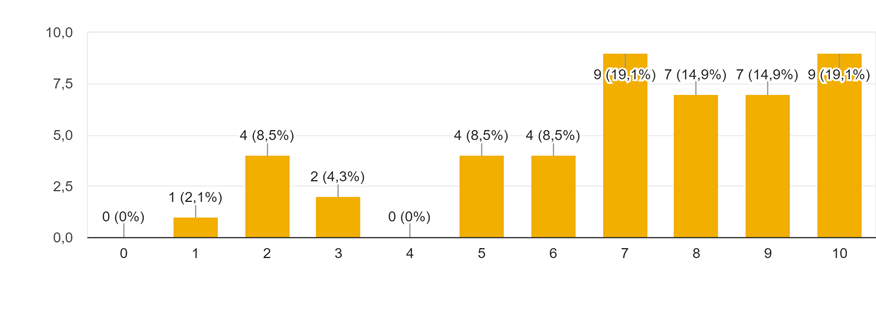 10,0
9 (19,1%) 7 (14,9%) 7 (14,9%) 9 (19,1%)
7,5
4 (8,5%) 4 (8,5%) 4 (8,5%)
5,0
2 (4,3%)
1 (2,1%)
2,5
0 (0%) 0 (0%)
0,0
0 1 2 3 4 5 6 7 8 9 10